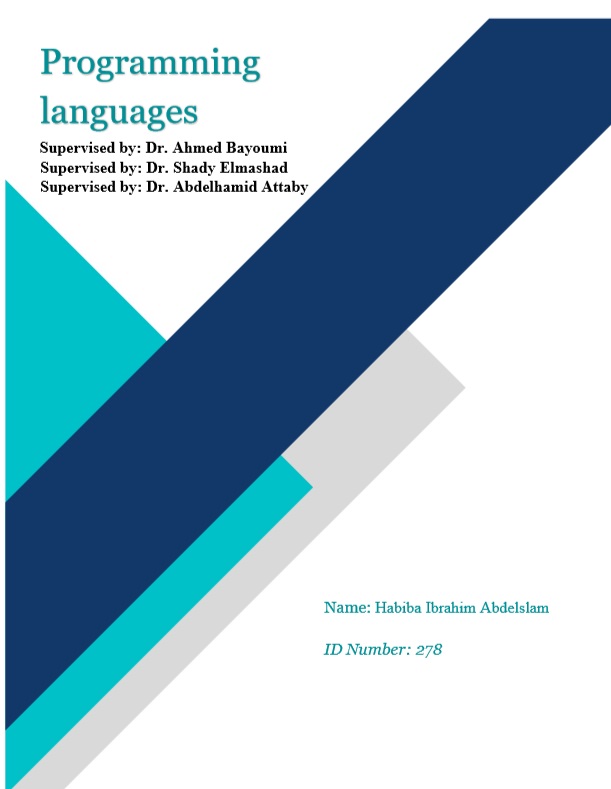 Programming
languages
Supervised by: Dr. Ahmed Bayoumi
Supervised by: Dr. Shady Elmashad
Supervised by: Dr. Abdelhamid Attaby
Name: Habiba Ibrahim Abdelslam
ID Number: 278